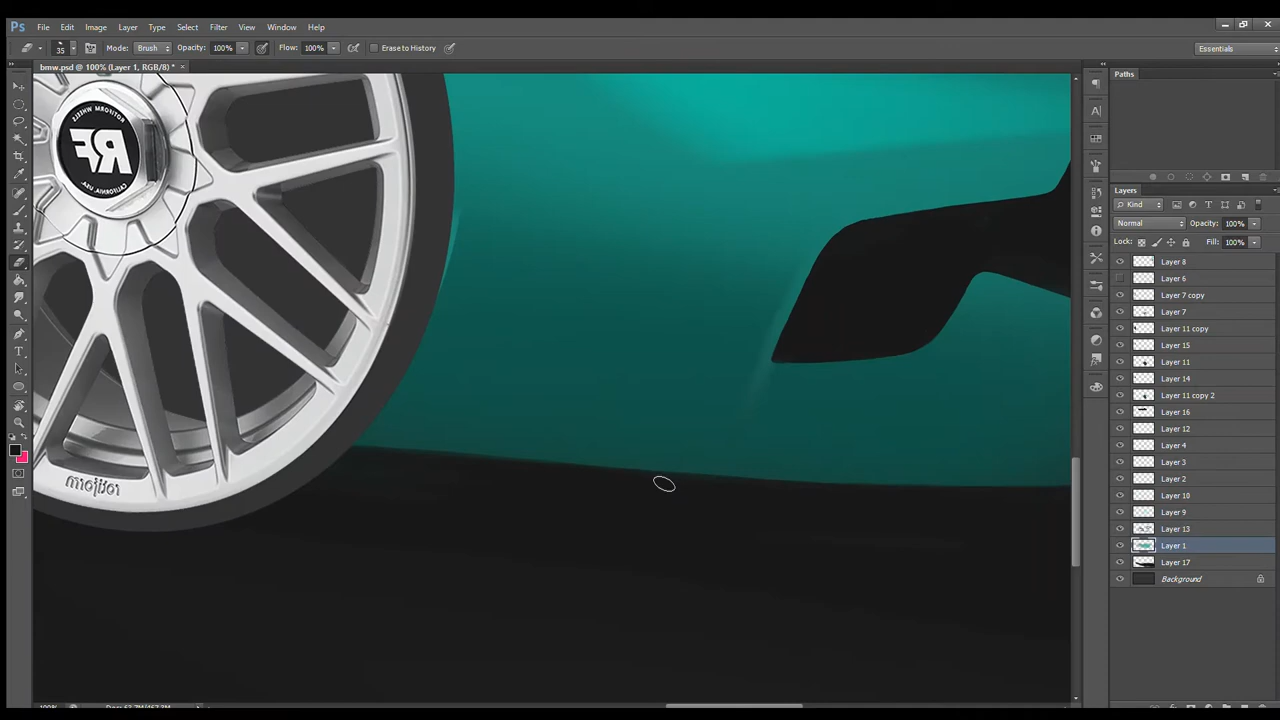 Ps File Edit Image Layer Type Select Filter View Window Help
35 Mode: Brush Opacity: 100% Flow: 100% Erase to History Essentials
bmw.psd @ 100% (Layer 1, RGB/8) *
Paths
Layers
Kind
Normal Opacity: 100%
Lock: Fill: 100%
Layer 8
Layer 6
Layer 7 copy
Layer 7
Layer 11 copy
Layer 15
Layer 11
Layer 14
Layer 11 copy 2
Layer 16
Layer 12
Layer 4
Layer 3
Layer 2
Layer 10
Layer 9
Layer 13
Layer 1
Layer 17
Background
ROTIFORM WHEELS
RF
CALIFORNIA, USA.
rotiform